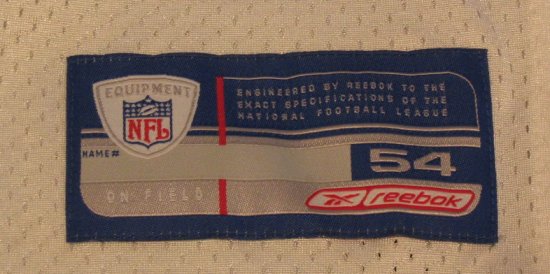 EQUIPMENT
NFL
ENGINEERED BY REEBOK TO THE
EXACT SPECIFICATIONS OF THE
NATIONAL FOOTBALL LEAGUE
NAME#
54
ON FIELD
reebok